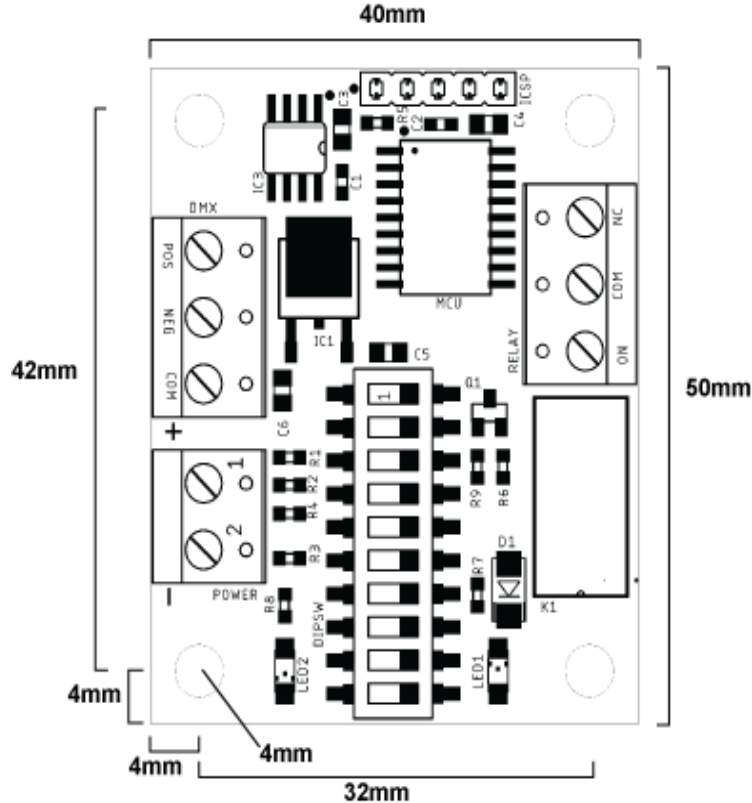 40mm
ICSP
C3
R5
C2
C4
IC3
C1
DMX
POS
NEG
COM
MCU
NC
COM
ON
RELAY
IC1
C5
42mm
50mm
1
Q1
+
C6
1
2
R1
R2
R4
R3
R9
R6
D1
R7
K1
-
POWER
R8
DIPSW
LED2
LED1
4mm
4mm
4mm
32mm